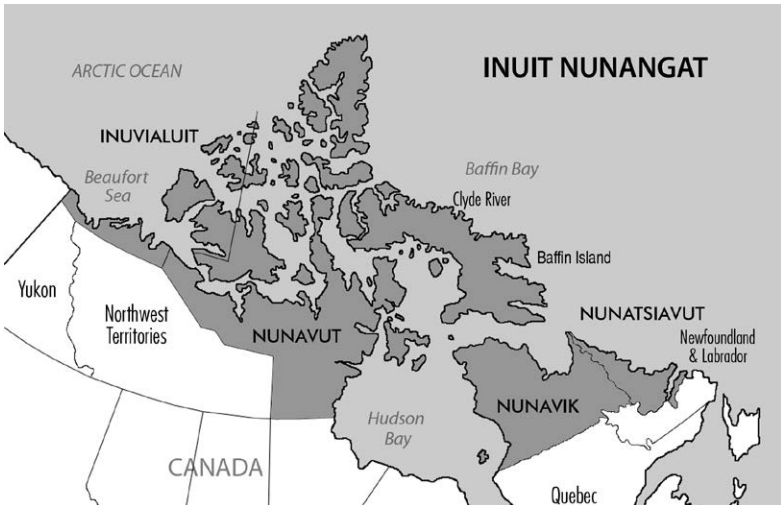 INUIT NUNANGAT
ARCTIC OCEAN
INUVIALUIT
Beaufort
Sea
Baffin Bay
Clyde River
Baffin Island
Yukon
Northwest
Territories
NUNAVUT
NUNATSIAVUT
Newfoundland
& Labrador
NUNAVIK
Hudson
Bay
CANADA
Quebec